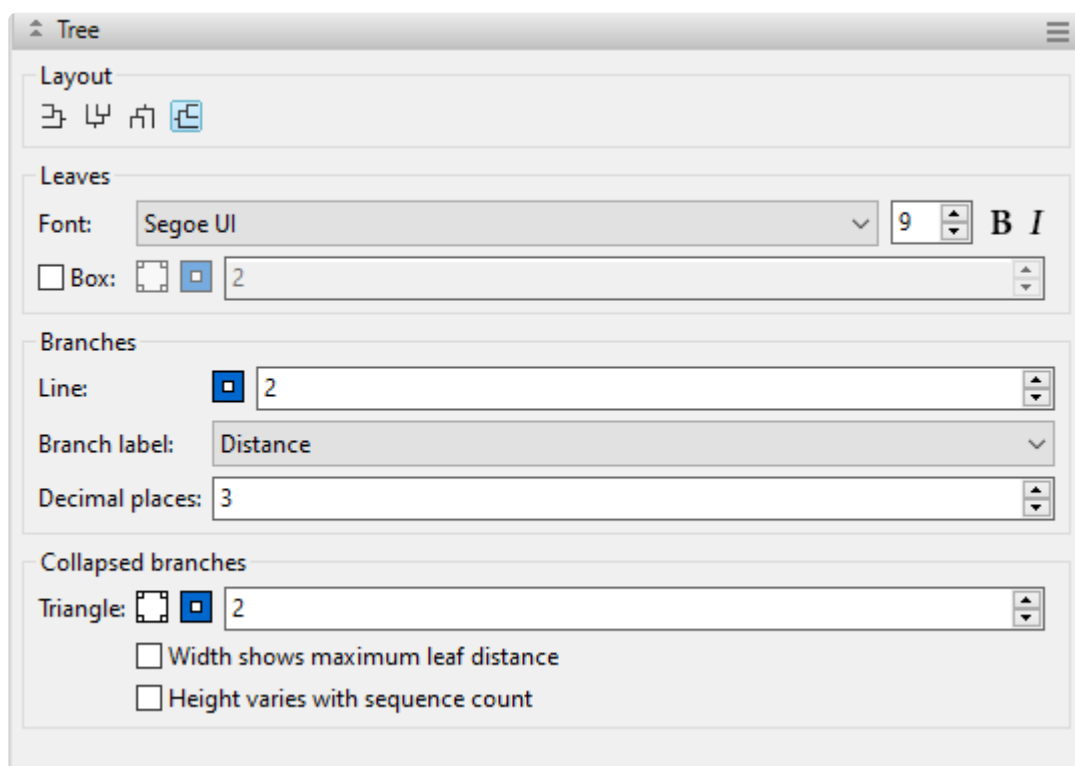 Tree
Layout
Leaves
Font: Segoe UI 9 B I
Box: 2
Branches
Line: 2
Branch label: Distance
Decimal places: 3
Collapsed branches
Triangle: 2
Width shows maximum leaf distance
Height varies with sequence count